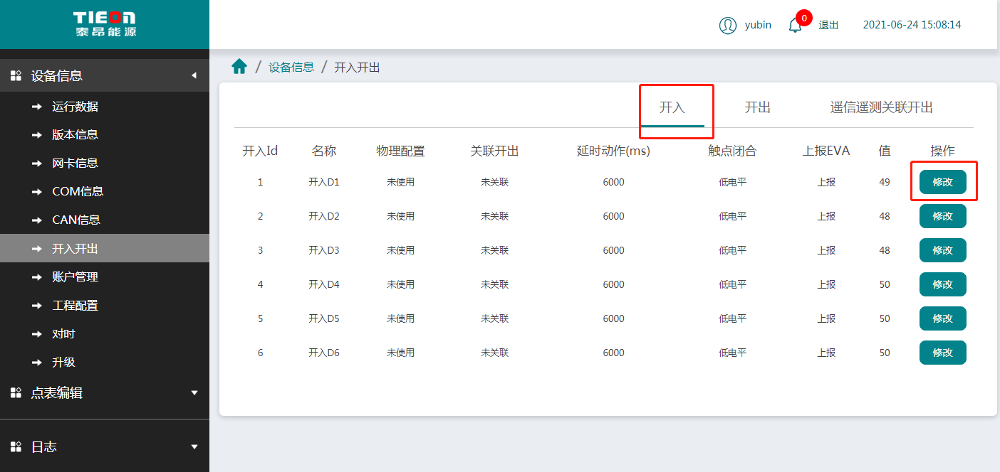 TIEON
泰昂能源
yubin
0
退出
2021-06-24 15:08:14
设备信息
运行数据
版本信息
网卡信息
COM信息
CAN信息
开入开出
账户管理
工程配置
对时
升级
点表编辑
日志
/ 设备信息 / 开入开出
开入 开出 遥信遥测关联开出
开入Id 名称 物理配置 关联开出 延时动作(ms) 触点闭合 上报EVA 值 操作
1 开入D1 未使用 未关联 6000 低电平 上报 49 修改
2 开入D2 未使用 未关联 6000 低电平 上报 48 修改
3 开入D3 未使用 未关联 6000 低电平 上报 48 修改
4 开入D4 未使用 未关联 6000 低电平 上报 50 修改
5 开入D5 未使用 未关联 6000 低电平 上报 50 修改
6 开入D6 未使用 未关联 6000 低电平 上报 50 修改